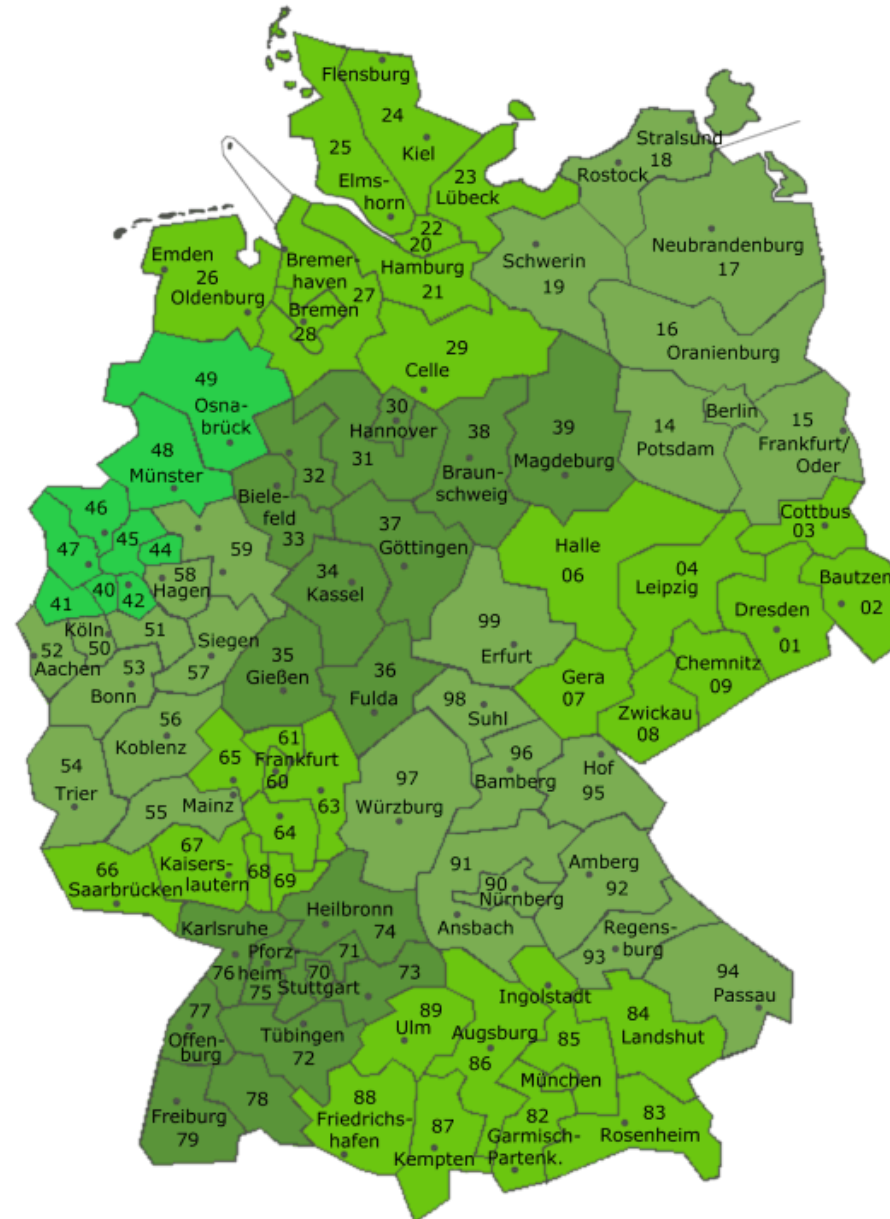 Flensburg
24
25
Kiel
Elms-
horn
23
Lübeck
22
20
Stralsund
18
Rostock
Emden
26
Oldenburg
Bremer-
haven
27
Bremen
28
Hamburg
21
Schwerin
19
Neubrandenburg
17
16
Oranienburg
29
Celle
49
Osna-
brück
48
Münster
30
Hannover
31
32
Biele-
feld
33
38
Braun-
schweig
39
Magdeburg
14
Potsdam
Berlin
15
Frankfurt/
Oder
46
47
45
44
41
40
42
59
58
Hagen
37
Göttingen
34
Kassel
Halle
06
04
Leipzig
Cottbus
03
Bautzen
02
Dresden
01
Köln
50
51
52
Aachen
53
Bonn
Siegen
57
35
Gießen
36
Fulda
99
Erfurt
98
Suhl
Gera
07
Chemnitz
09
Zwickau
08
56
Koblenz
54
Trier
55
Mainz
65
61
Frankfurt
60
63
64
97
Würzburg
96
Bamberg
Hof
95
66
Saarbrücken
67
Kaisers-
lautern
68
69
91
90
Nürnberg
Ansbach
Amberg
92
Regens-
burg
93
94
Passau
Karlsruhe
76
Pforz-
heim
75
Heilbronn
74
71
70
Stuttgart
73
77
Offen-
burg
Tübingen
72
Freiburg
79
78
89
Ulm
Augsburg
86
Ingolstadt
85
84
Landshut
München
88
Friedrichs-
hafen
87
Kempten
82
Garmisch-
Partenk.
83
Rosenheim